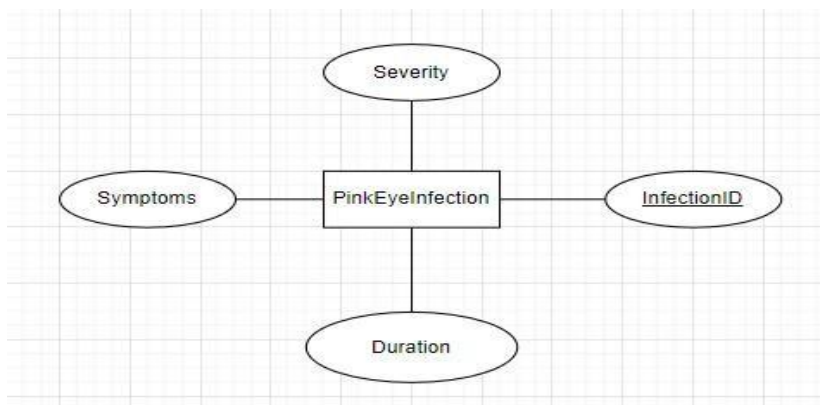 Severity
Symptoms
PinkEyeInfection
InfectionID
Duration